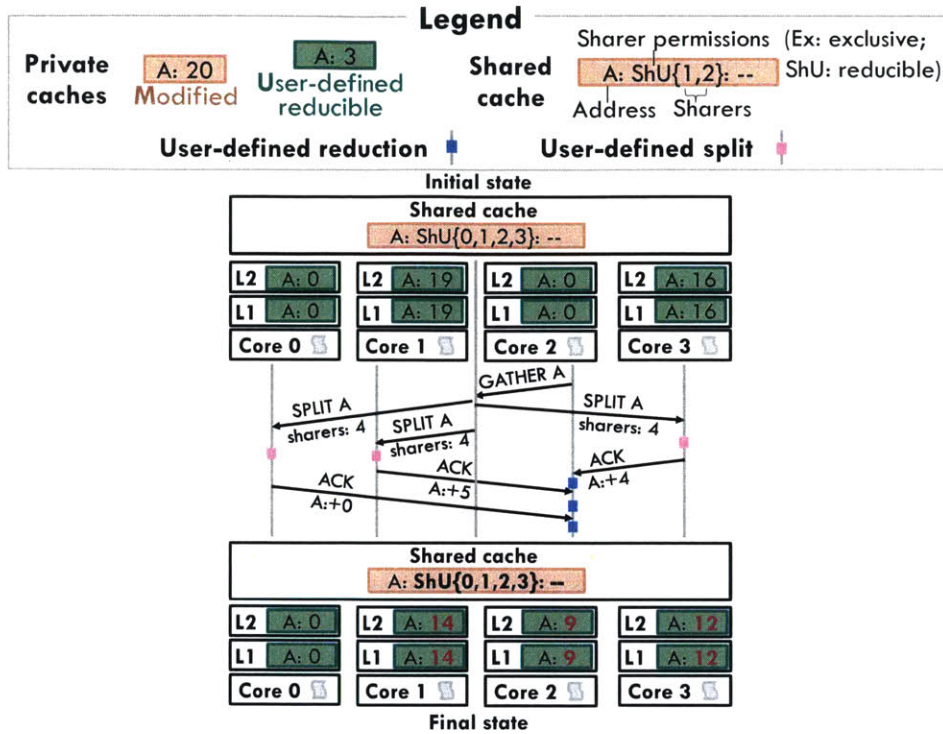 Legend
Private caches
A: 20
Modified
A: 3
User-defined reducible
Shared cache
Sharer permissions (Ex: exclusive; ShU: reducible)
A: ShU{1,2}: --
Address Sharers
User-defined reduction
User-defined split
Initial state
Shared cache
A: ShU{0,1,2,3}: --
L2 A: 0 L2 A: 19 L2 A: 0 L2 A: 16
L1 A: 0 L1 A: 19 L1 A: 0 L1 A: 16
Core 0 Core 1 Core 2 Core 3
GATHER A
SPLIT A
sharers: 4
SPLIT A
sharers: 4
SPLIT A
sharers: 4
ACK
A:+0
ACK
A:+5
ACK
A:+4
Shared cache
A: ShU{0,1,2,3}: --
L2 A: 0 L2 A: 14 L2 A: 9 L2 A: 12
L1 A: 0 L1 A: 14 L1 A: 9 L1 A: 12
Core 0 Core 1 Core 2 Core 3
Final state